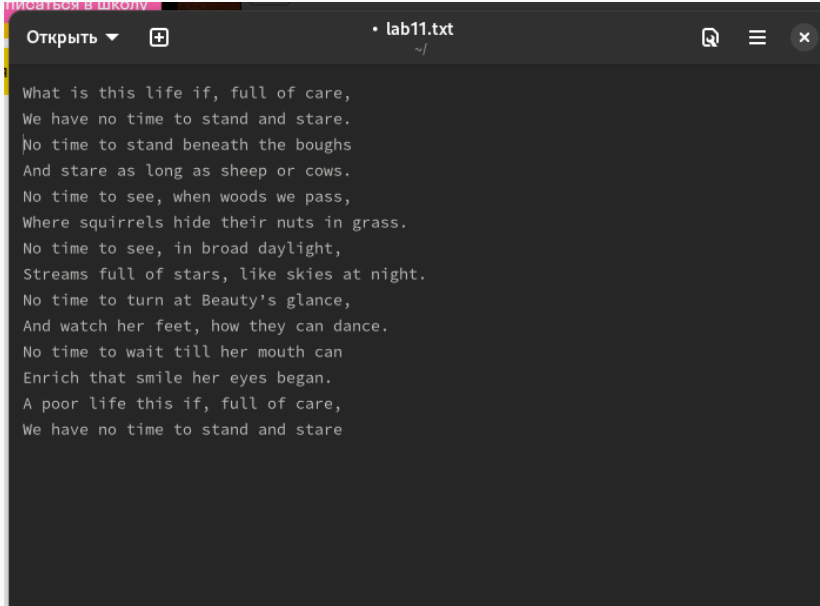 писаться в школу
Открыть
• lab11.txt
~/
What is this life if, full of care,
We have no time to stand and stare.
No time to stand beneath the boughs
And stare as long as sheep or cows.
No time to see, when woods we pass,
Where squirrels hide their nuts in grass.
No time to see, in broad daylight,
Streams full of stars, like skies at night.
No time to turn at Beauty’s glance,
And watch her feet, how they can dance.
No time to wait till her mouth can
Enrich that smile her eyes began.
A poor life this if, full of care,
We have no time to stand and stare